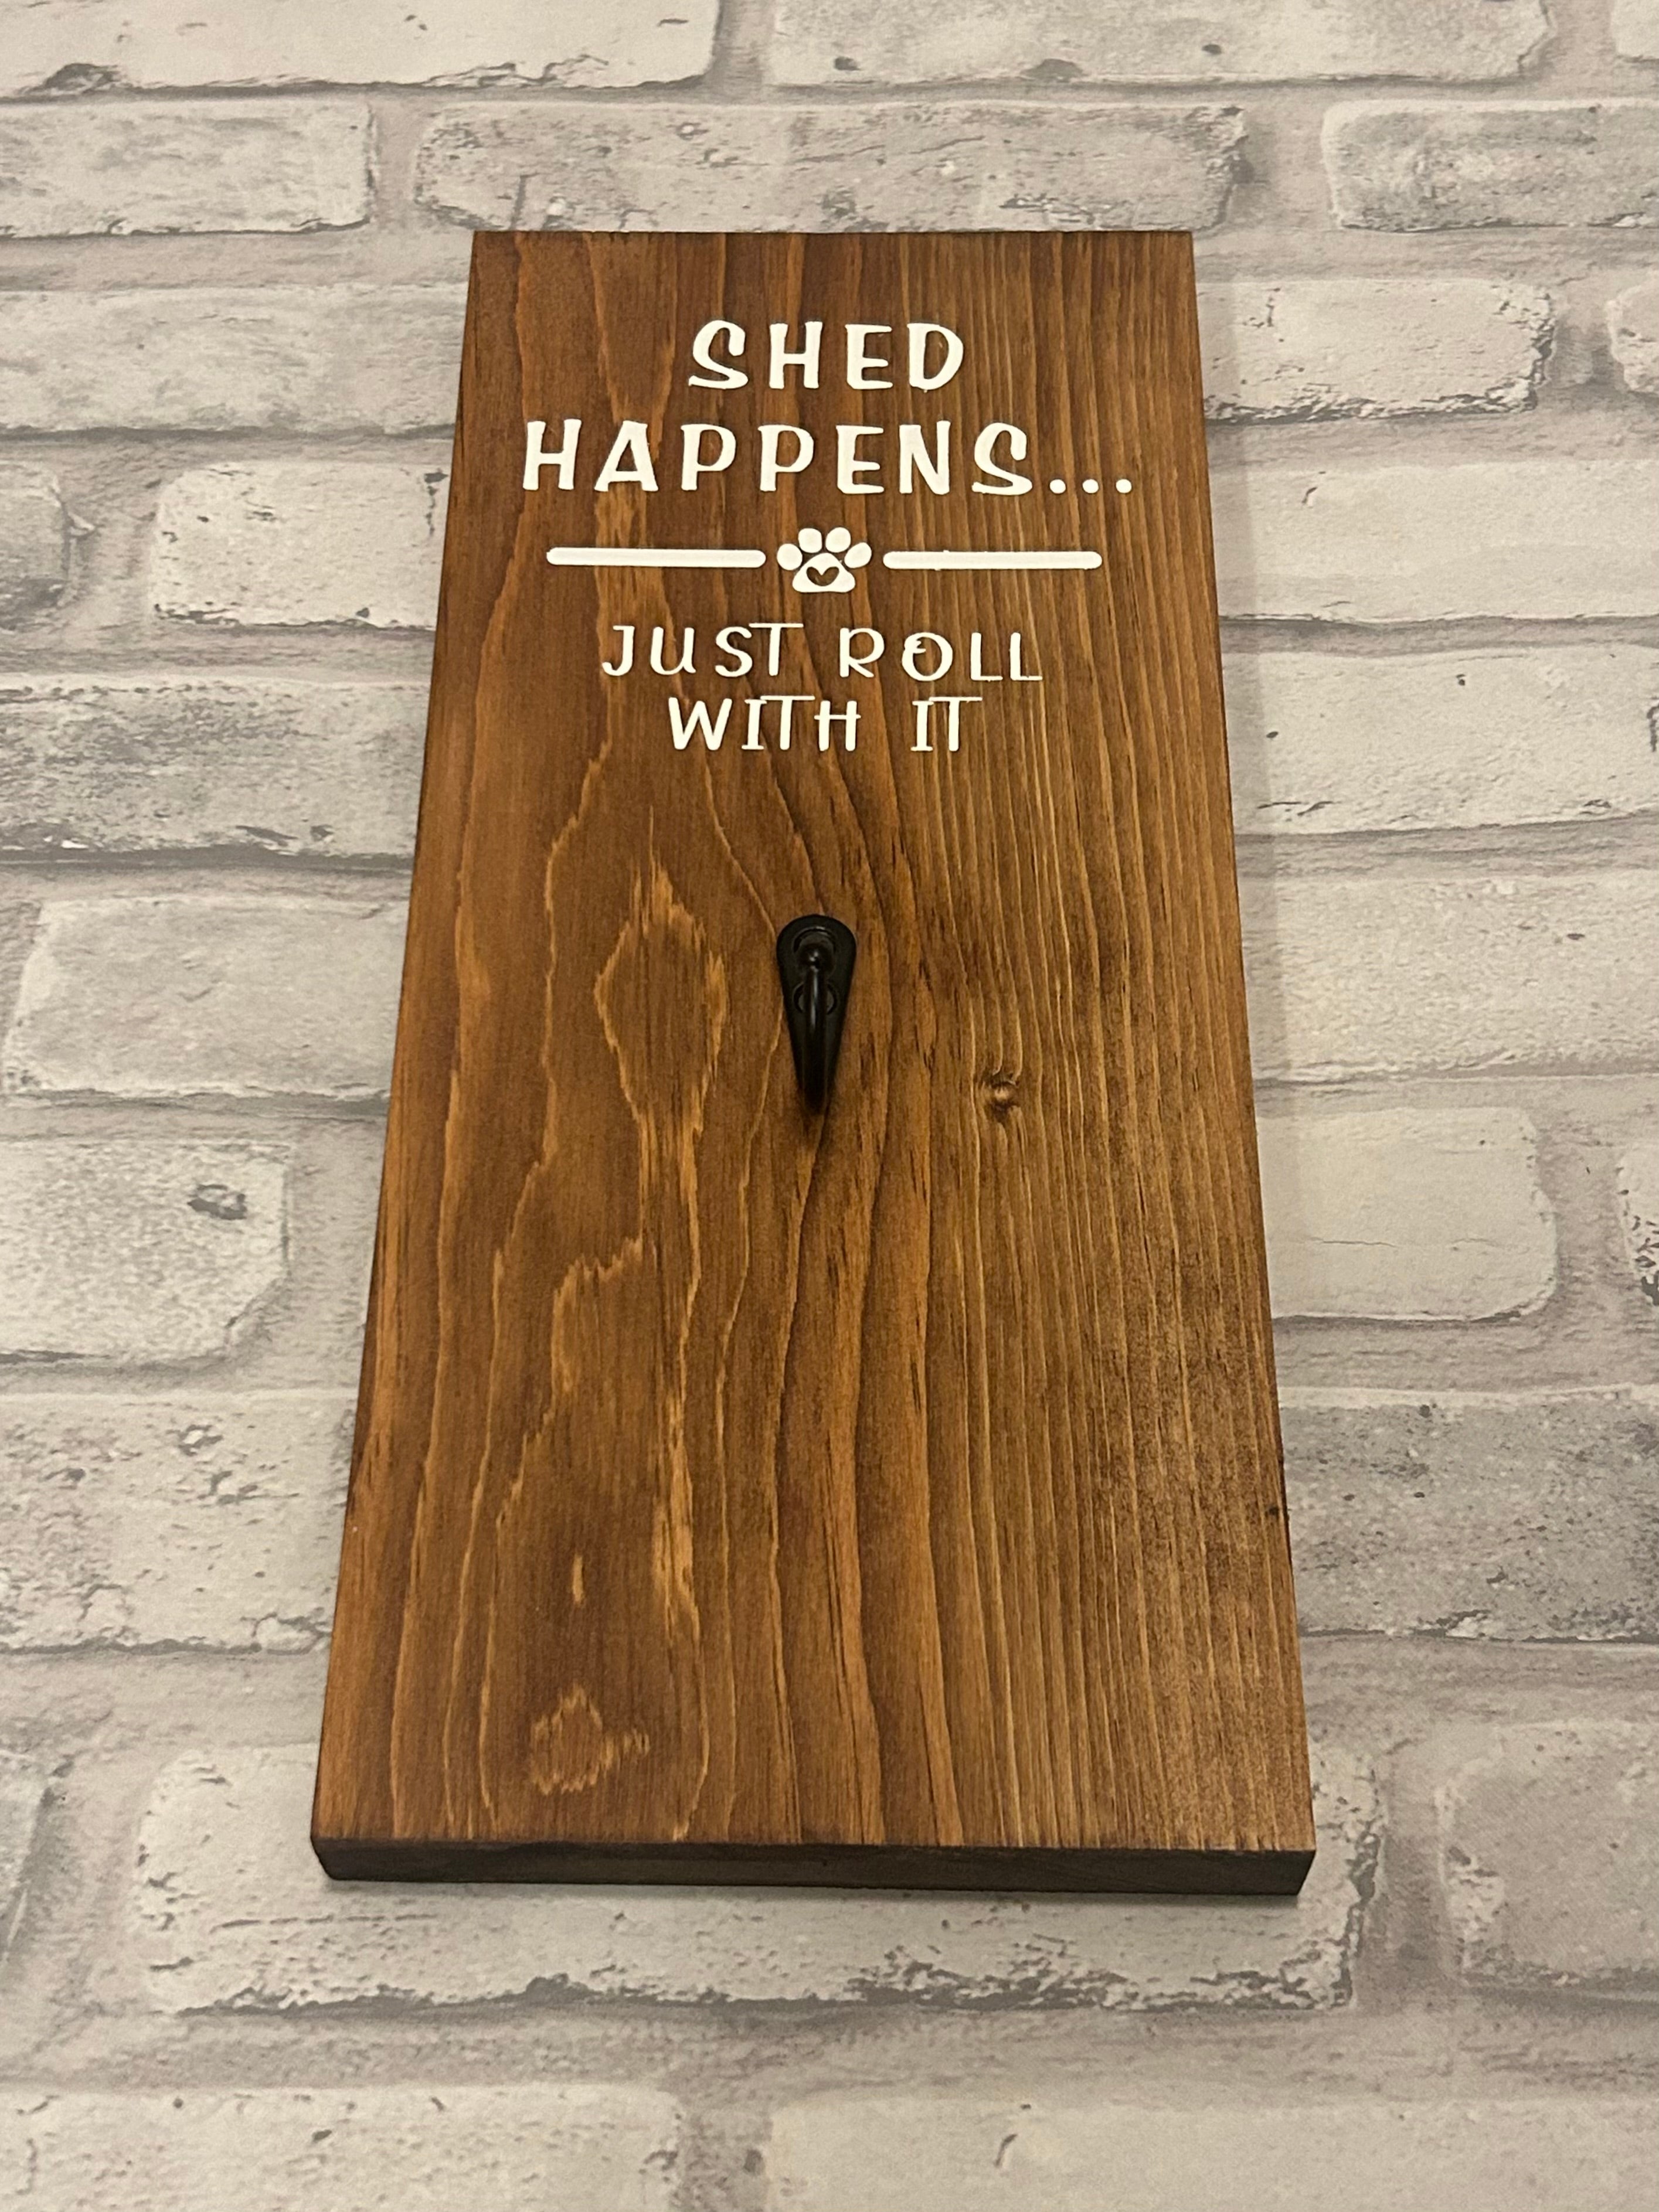 SHED
HAPPENS...
JUST ROLL
WITH IT